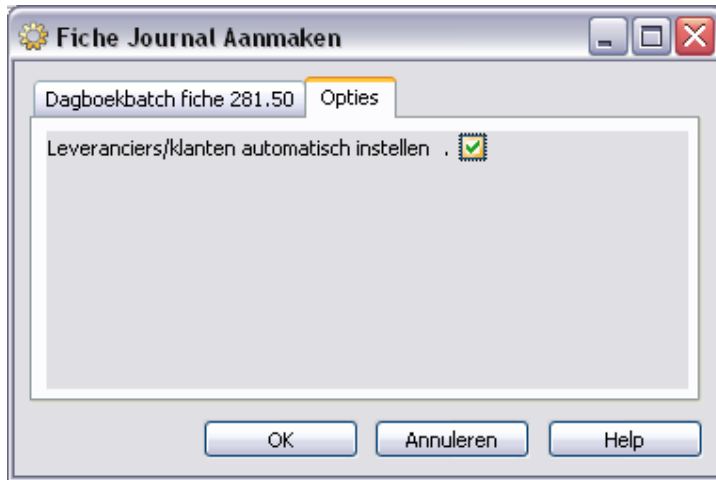 Fiche Journal Aanmaken
Dagboekbatch fiche 281.50 Opties
Leveranciers/klanten automatisch instellen .
OK Annuleren Help